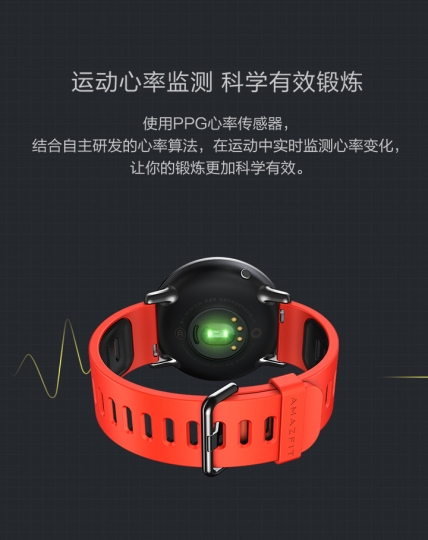 运动心率监测 科学有效锻炼
使用PPG心率传感器，
结合自主研发的心率算法，在运动中实时监测心率变化，
让你的锻炼更加科学有效。
AMAZFIT